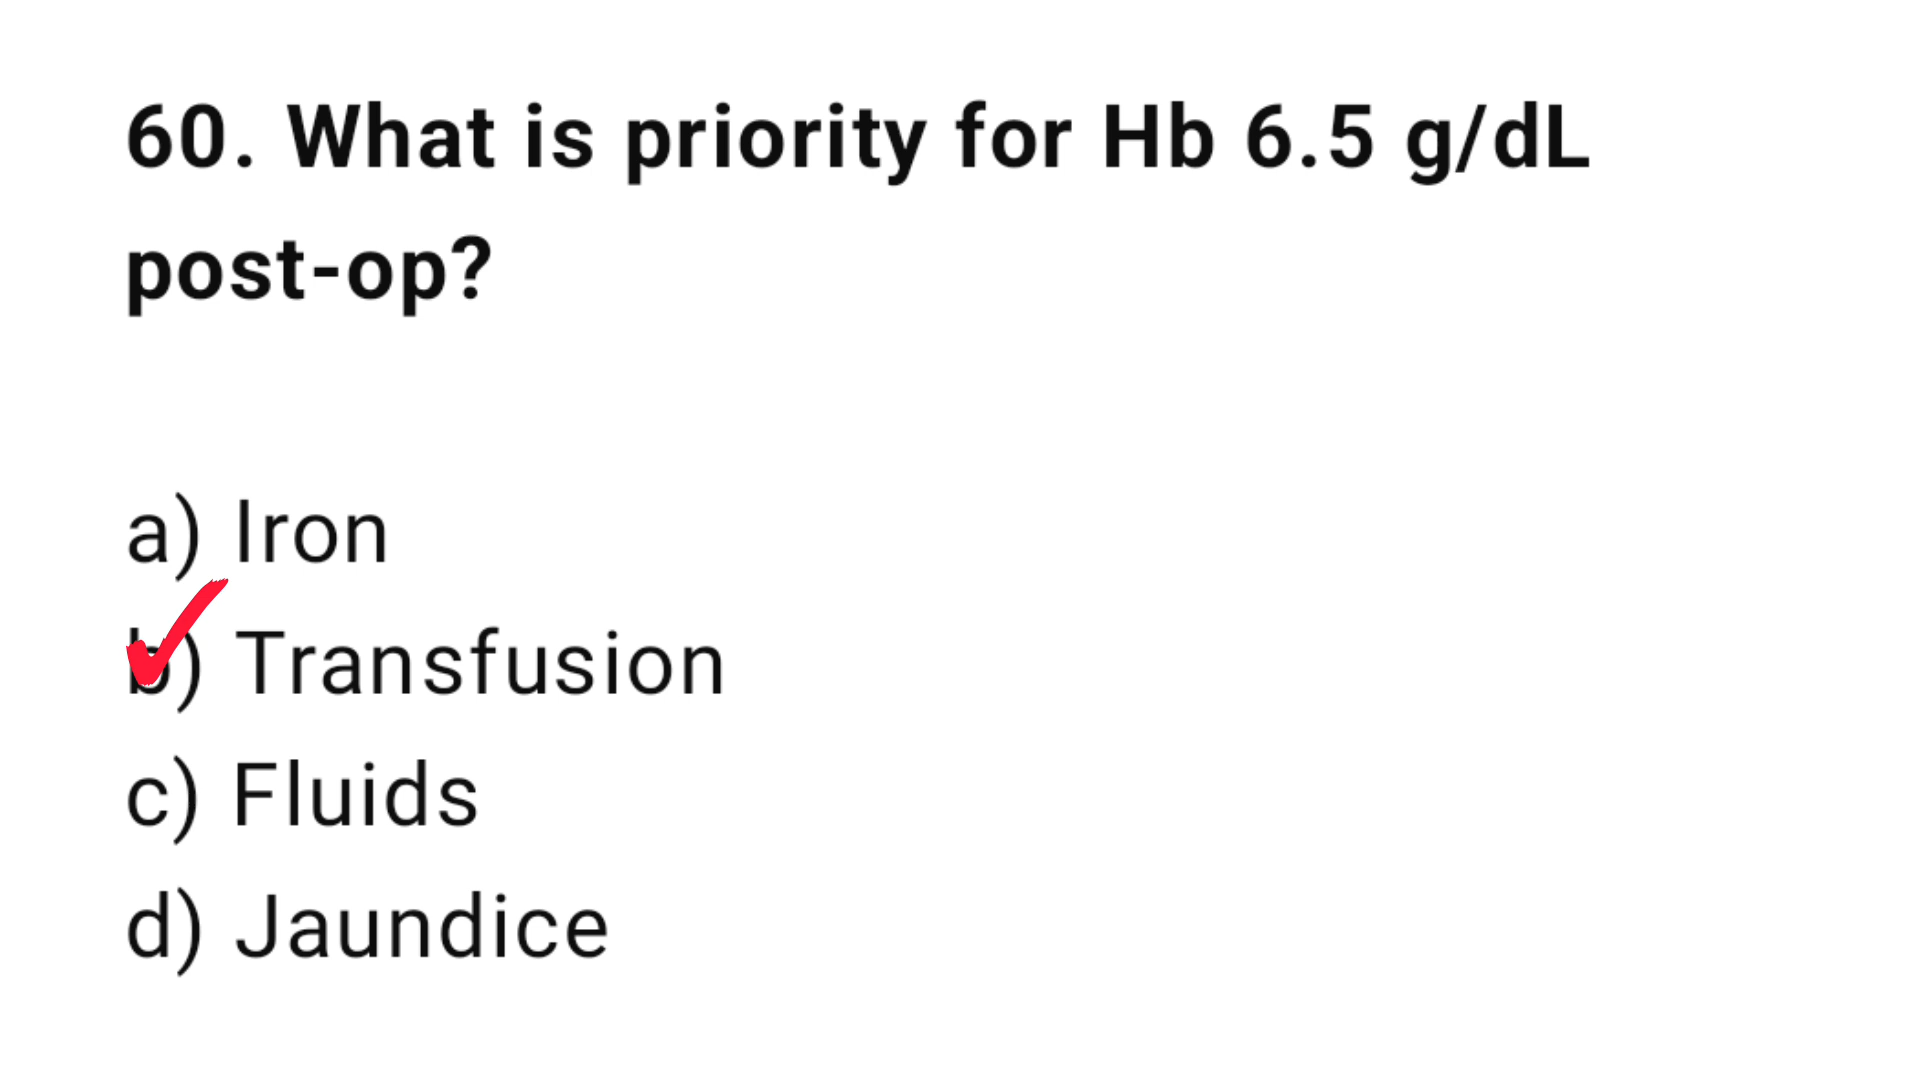 60. What is priority for Hb 6.5 g/dL
post-op?
a) Iron
b) Transfusion
c) Fluids
d) Jaundice